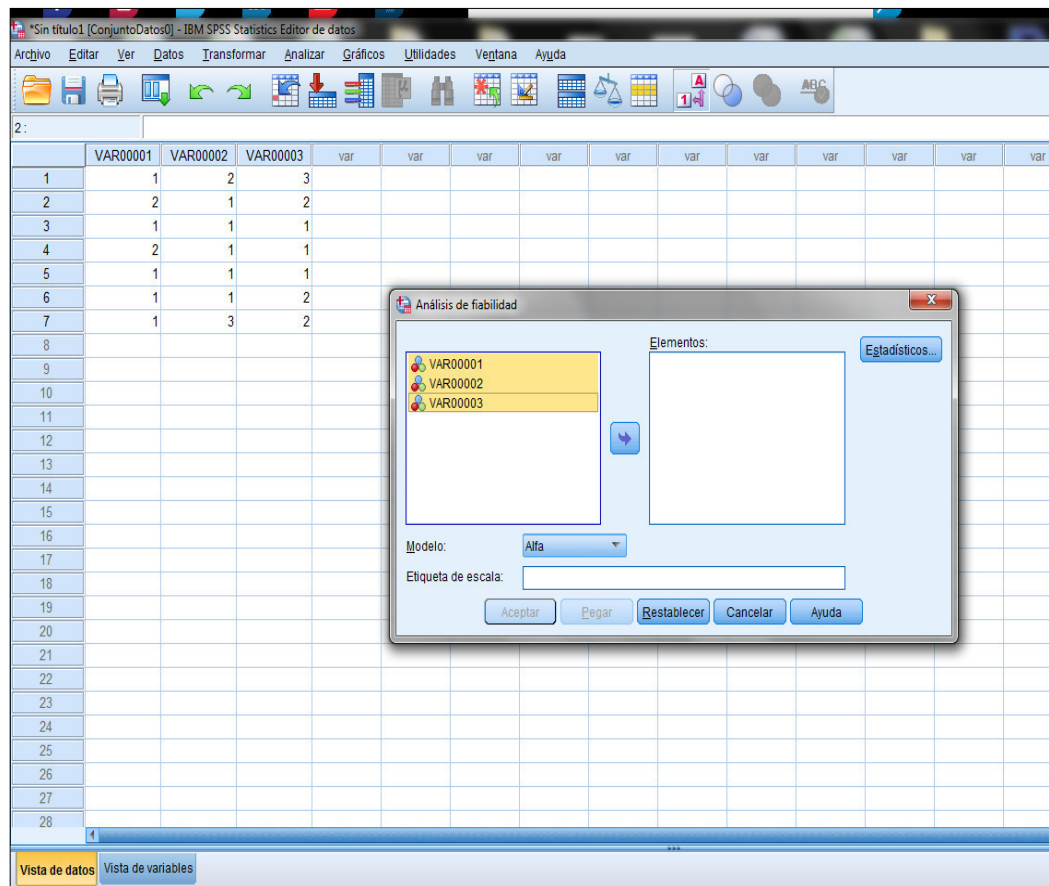 *Sin título1 [ConjuntoDatos0] - IBM SPSS Statistics Editor de datos
Archivo Editar Ver Datos Transformar Analizar Gráficos Utilidades Ventana Ayuda
A
1
ABC
2 :
VAR00001 VAR00002 VAR00003 var var var var var var var var var var var
1 1 2 3
2 2 1 2
3 1 1 1
4 2 1 1
5 1 1 1
6 1 1 2
7 1 3 2
8
9
10
11
12
13
14
15
16
17
18
19
20
21
22
23
24
25
26
27
28
Análisis de fiabilidad
Elementos:
Estadísticos...
VAR00001
VAR00002
VAR00003
Modelo: Alfa
Etiqueta de escala:
Aceptar Pegar Restablecer Cancelar Ayuda
Vista de datos Vista de variables